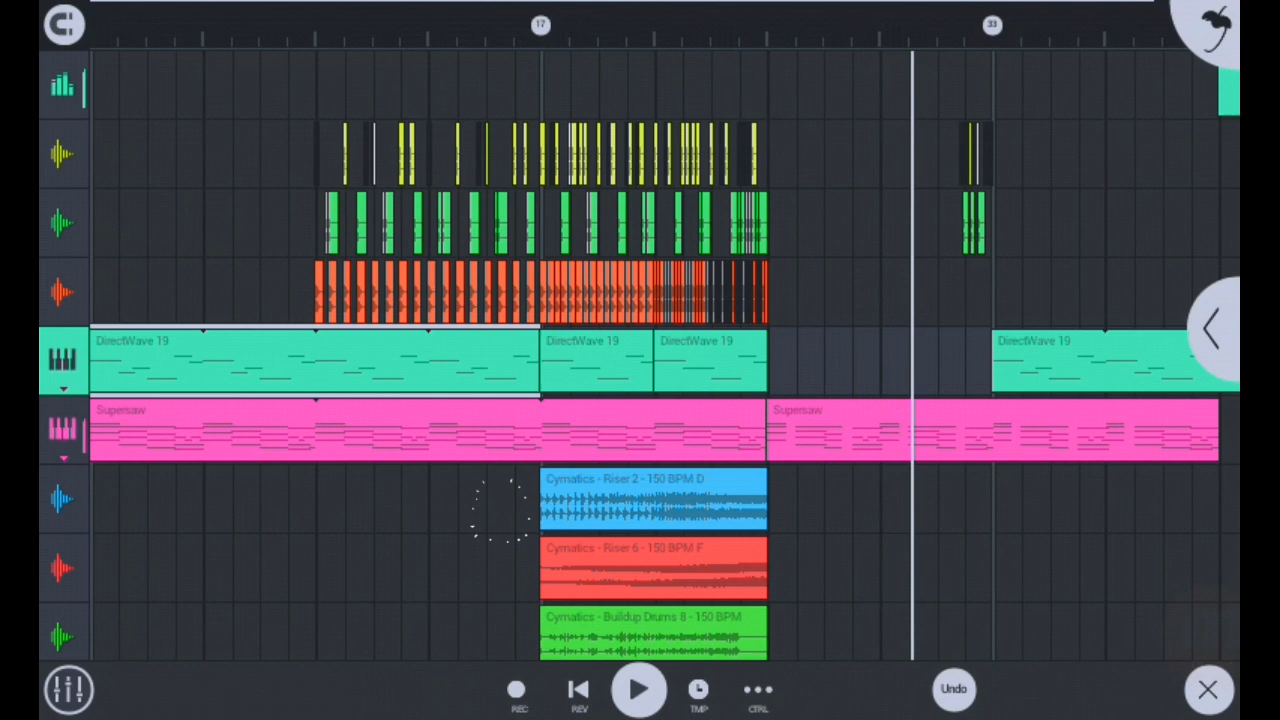 17
33
DirectWave 19
DirectWave 19
DirectWave 19
DirectWave 19
Supersaw
Supersaw
Cymatics - Riser 2 - 150 BPM D
Cymatics - Riser 6 - 150 BPM F
Cymatics - Buildup Drums 8 - 150 BPM
REC
REV
TMP
CTRL
Undo